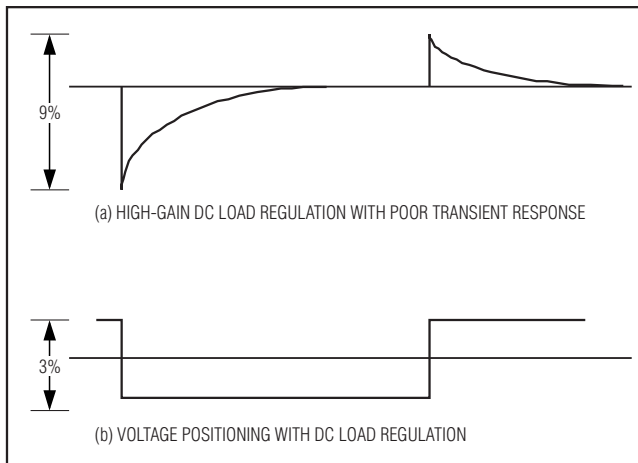 9%
(a) HIGH-GAIN DC LOAD REGULATION WITH POOR TRANSIENT RESPONSE
3%
(b) VOLTAGE POSITIONING WITH DC LOAD REGULATION